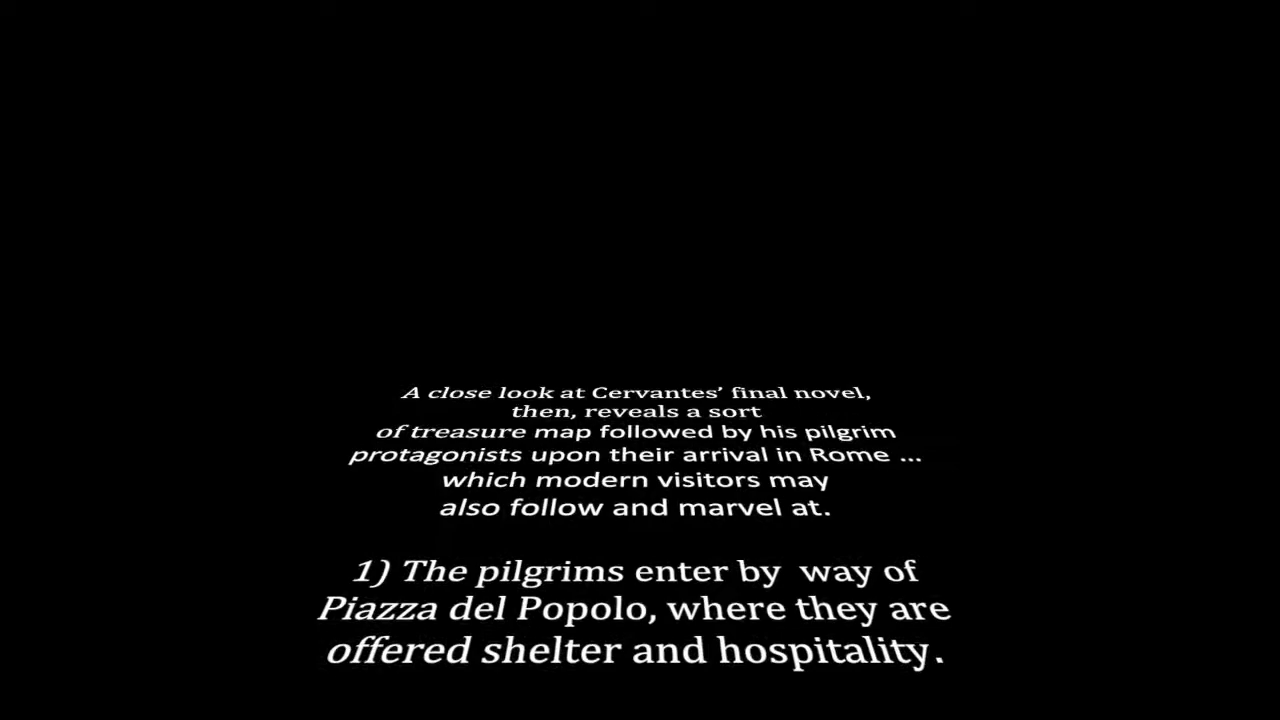 A close look at Cervantes’ final novel,
then, reveals a sort
of treasure map followed by his pilgrim
protagonists upon their arrival in Rome ...
which modern visitors may
also follow and marvel at.
1) The pilgrims enter by way of
Piazza del Popolo, where they are
offered shelter and hospitality.